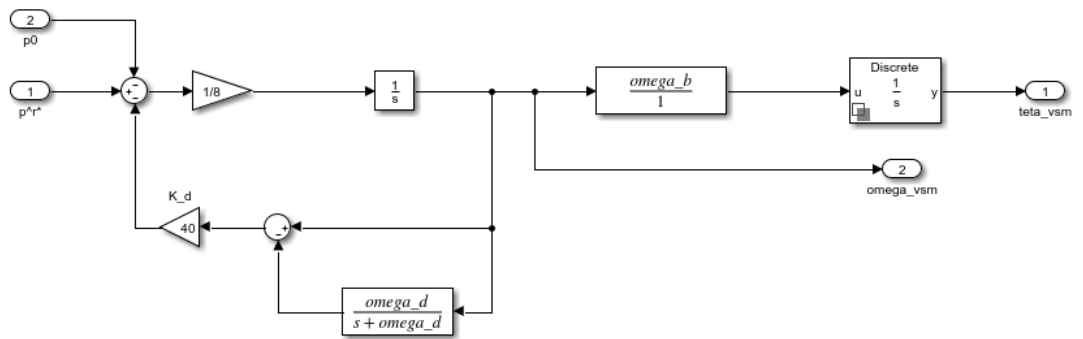 2
p0
1
p^r^
+
-
-
1/8
1
s
omega_b
1
Discrete
u
1
s
y
1
teta_vsm
2
omega_vsm
K_d
40
-
+
omega_d
s + omega_d